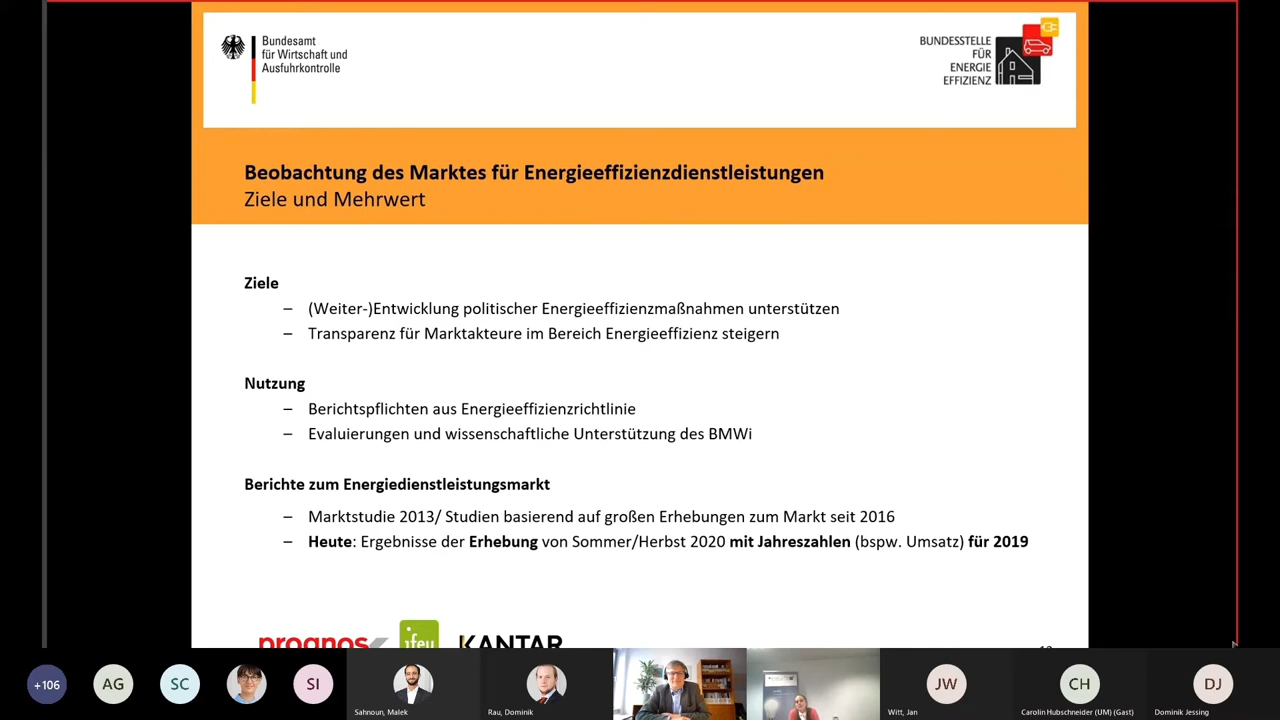 Bundesamt
für Wirtschaft und
Ausfuhrkontrolle
BUNDESSTELLE
FÜR
ENERGIE
EFFIZIENZ
Beobachtung des Marktes für Energieeffizienzdienstleistungen
Ziele und Mehrwert
Ziele
– (Weiter-)Entwicklung politischer Energieeffizienzmaßnahmen unterstützen
– Transparenz für Marktakteure im Bereich Energieeffizienz steigern
Nutzung
– Berichtspflichten aus Energieeffizienzrichtlinie
– Evaluierungen und wissenschaftliche Unterstützung des BMWi
Berichte zum Energiedienstleistungsmarkt
– Marktstudie 2013/ Studien basierend auf großen Erhebungen zum Markt seit 2016
– Heute: Ergebnisse der Erhebung von Sommer/Herbst 2020 mit Jahreszahlen (bspw. Umsatz) für 2019
prognos ifeu KANTAR
+106 AG SC SI JW CH DJ
Sahnoun, Malek Rau, Dominik Witt, Jan Carolin Hubschneider (UM) (Gast) Dominik Jessing